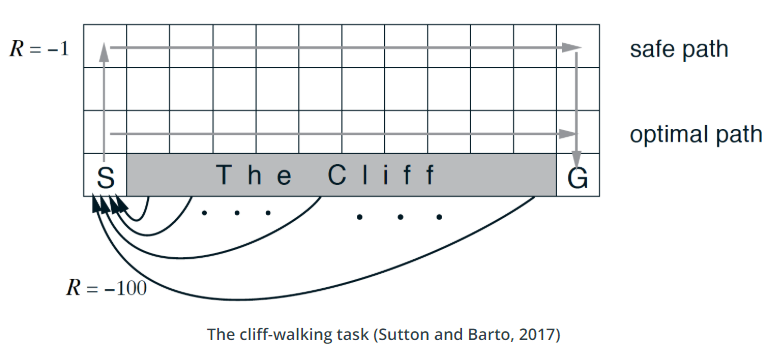 R = −1
safe path
optimal path
S
The Cliff
G
R = −100
The cliff-walking task (Sutton and Barto, 2017)